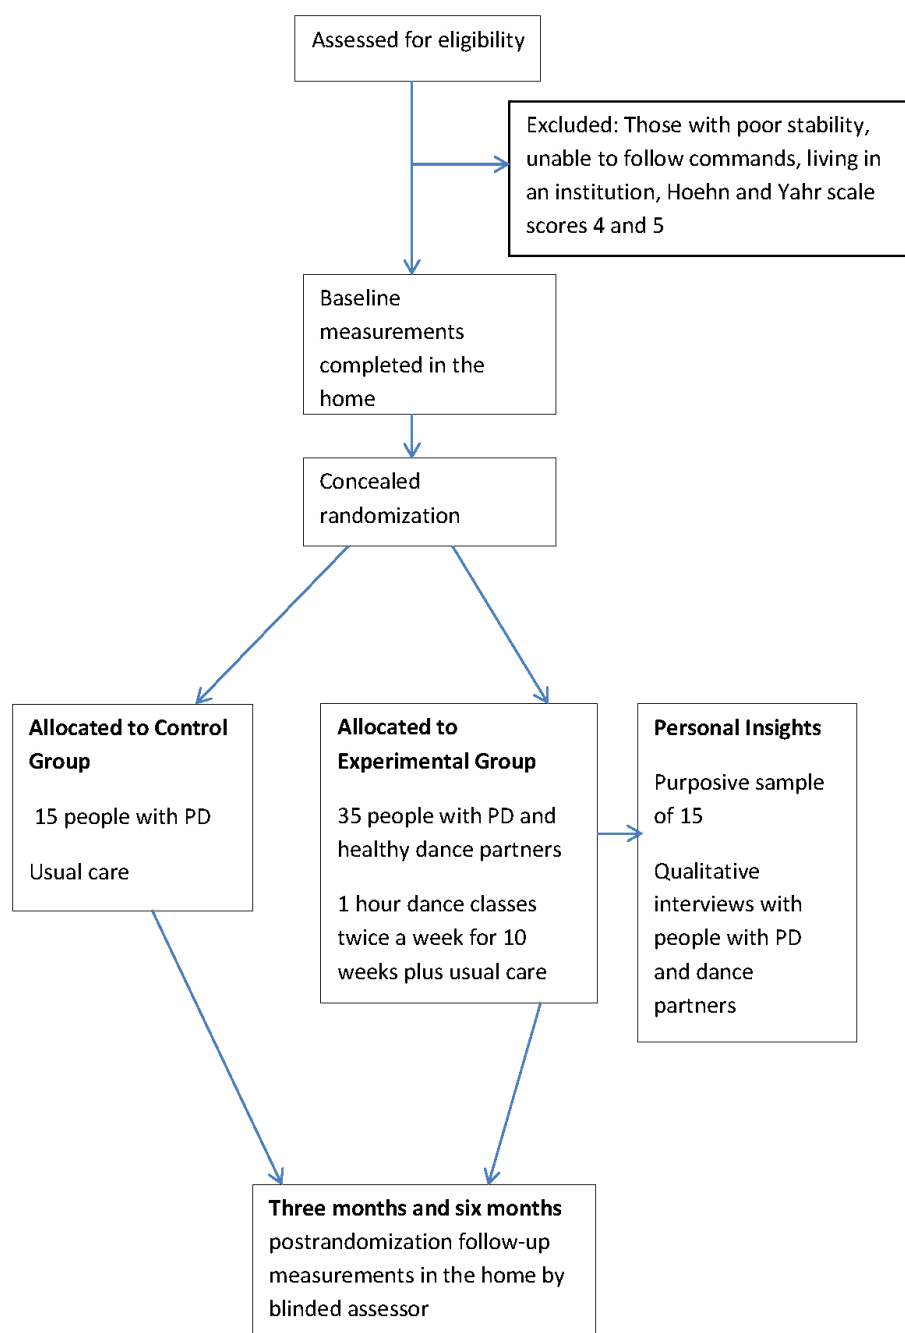 Assessed for eligibility
Excluded: Those with poor stability,
unable to follow commands, living in
an institution, Hoehn and Yahr scale
scores 4 and 5
Baseline
measurements
completed in the
home
Concealed
randomization
Allocated to Control
Group
15 people with PD
Usual care
Allocated to
Experimental Group
35 people with PD and
healthy dance partners
1 hour dance classes
twice a week for 10
weeks plus usual care
Personal Insights
Purposive sample
of 15
Qualitative
interviews with
people with PD
and dance
partners
Three months and six months
postrandomization follow-up
measurements in the home by
blinded assessor